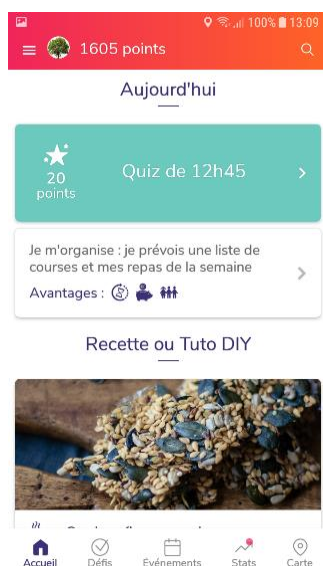 100% 13:09
1605 points
Aujourd'hui
20
points
Quiz de 12h45
Je m'organise : je prévois une liste de
courses et mes repas de la semaine
Avantages :
Recette ou Tuto DIY
Accueil Défis Evénements Stats Carte